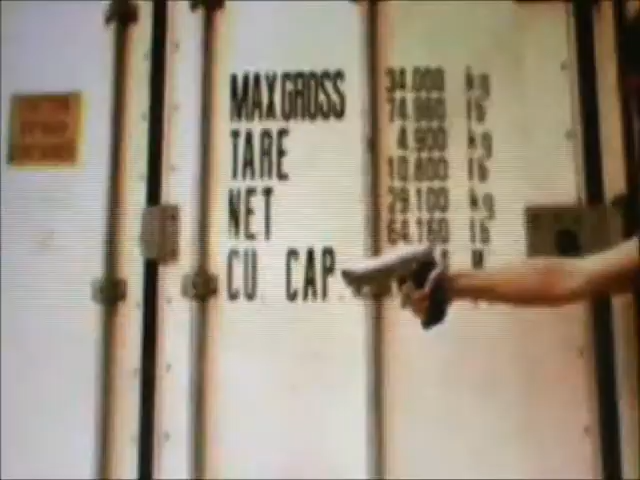 MAX GROSS 34.000 kg
74.980 lb
TARE 4.900 kg
10.800 lb
NET 29.100 kg
64.160 lb
CU. CAP. M